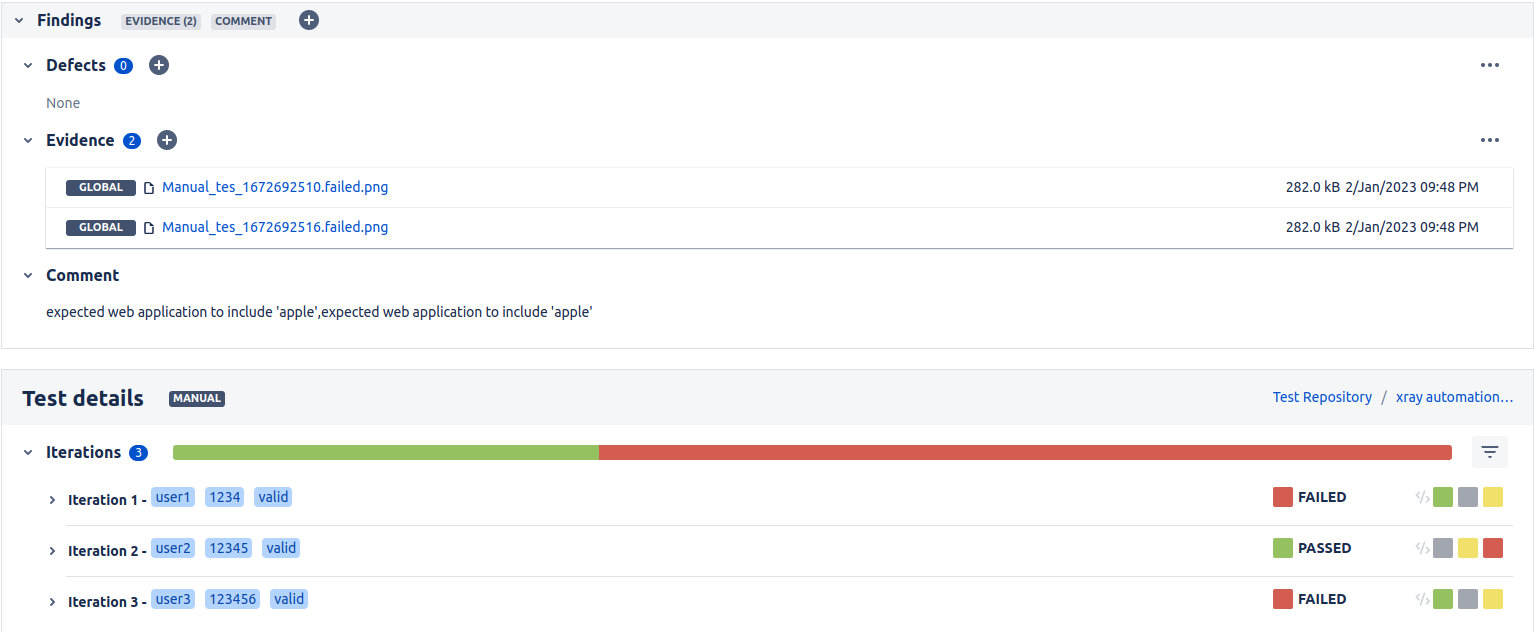 Findings EVIDENCE (2) COMMENT
Defects 0
None
Evidence 2
GLOBAL Manual_tes_1672692510.failed.png 282.0 kB 2/Jan/2023 09:48 PM
GLOBAL Manual_tes_1672692516.failed.png 282.0 kB 2/Jan/2023 09:48 PM
Comment
expected web application to include 'apple',expected web application to include 'apple'
Test details MANUAL Test Repository / xray automation...
Iterations 3
Iteration 1 - user1 1234 valid FAILED </>
Iteration 2 - user2 12345 valid PASSED </>
Iteration 3 - user3 123456 valid FAILED </>